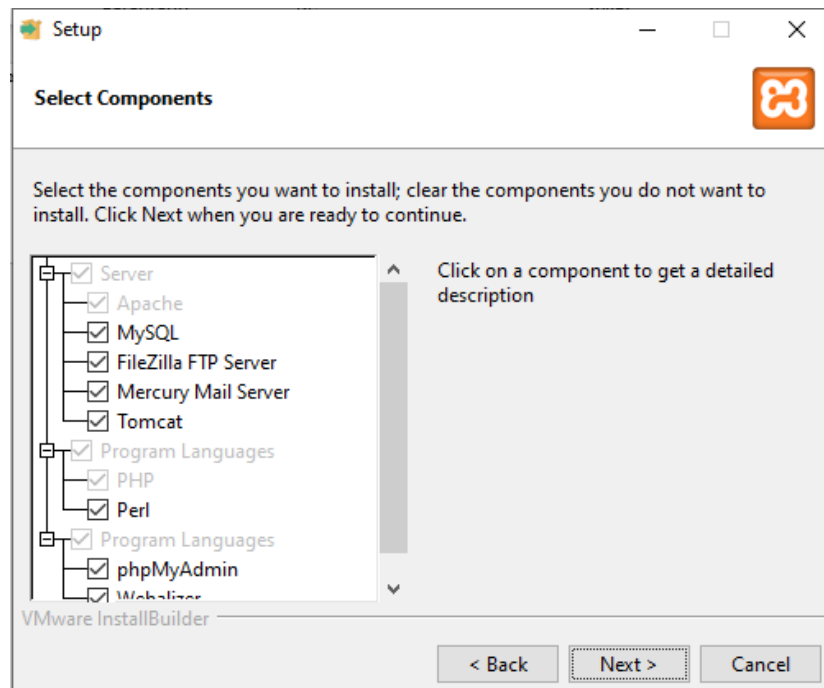 Setup
Select Components
Select the components you want to install; clear the components you do not want to
install. Click Next when you are ready to continue.
Server
Apache
MySQL
FileZilla FTP Server
Mercury Mail Server
Tomcat
Program Languages
PHP
Perl
Program Languages
phpMyAdmin
Webalizer
Click on a component to get a detailed
description
VMware InstallBuilder
< Back
Next >
Cancel